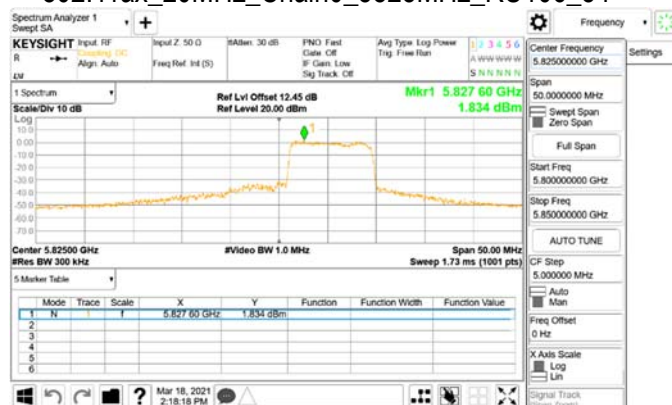 Spectrum Analyzer 1
Swept SA
Frequency
Settings
KEYSIGHT Input: RF
R
Coupling: DC
Align: Auto
Input Z: 50 Ω
Freq Ref: Int (S)
#Atten: 30 dB
PNO: Fast
Gate: Off
IF Gain: Low
Sig Track: Off
Avg Type: Log-Power
Trig: Free Run
1 2 3 4 5 6
A W W W W W
S N N N N N
1 Spectrum
Scale/Div 10 dB
Ref Lvl Offset 12.45 dB
Ref Level 20.00 dBm
Mkr1 5.827 60 GHz
1.834 dBm
Log
10.0
0.00
-10.0
-20.0
-30.0
-40.0
-50.0
-60.0
-70.0
1
Center 5.82500 GHz
#Res BW 300 kHz
#Video BW 1.0 MHz
Span 50.00 MHz
Sweep 1.73 ms (1001 pts)
5 Marker Table
Mode Trace Scale X Y Function Function Width Function Value
1 N 1 f 5.827 60 GHz 1.834 dBm
2
3
4
5
6
Center Frequency
5.825000000 GHz
Span
50.0000000 MHz
Swept Span
Zero Span
Full Span
Start Freq
5.800000000 GHz
Stop Freq
5.850000000 GHz
AUTO TUNE
CF Step
5.000000 MHz
Auto
Man
Freq Offset
0 Hz
X Axis Scale
Log
Lin
Signal Track
Mar 18, 2021
2:18:18 PM